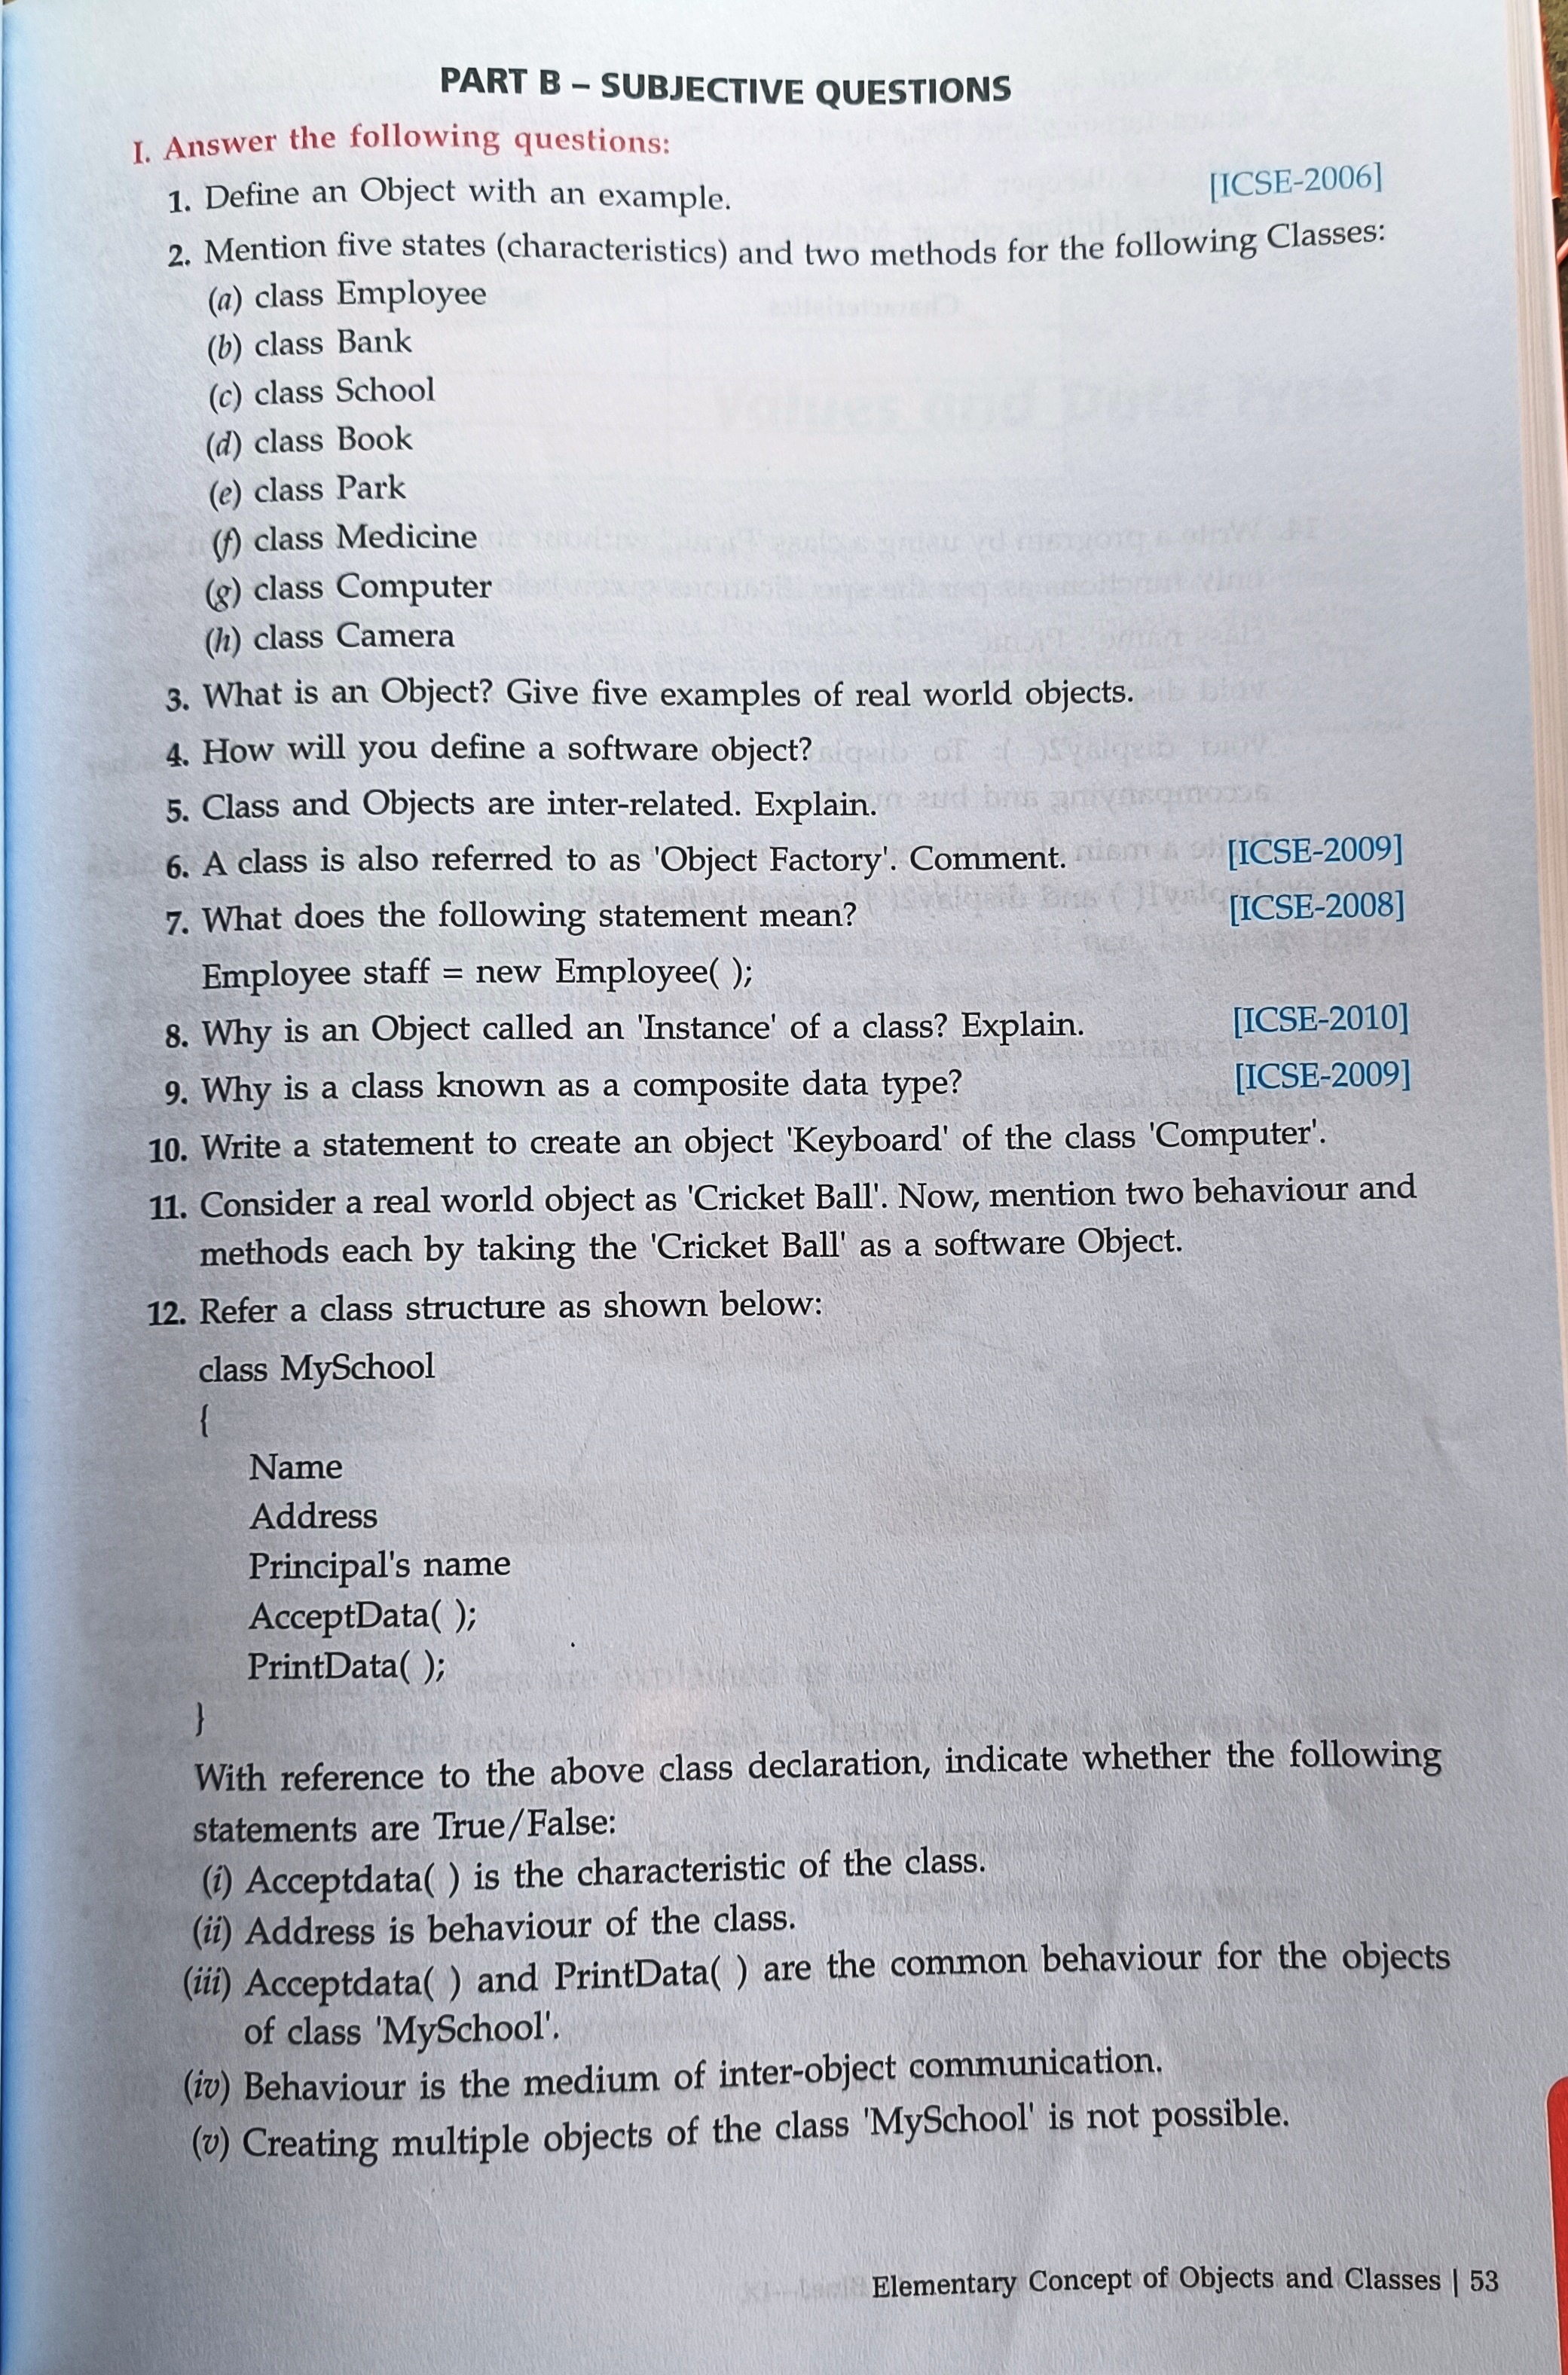 PART B – SUBJECTIVE QUESTIONS
I. Answer the following questions:
1. Define an Object with an example. [ICSE-2006]
2. Mention five states (characteristics) and two methods for the following Classes:
(a) class Employee
(b) class Bank
(c) class School
(d) class Book
(e) class Park
(f) class Medicine
(g) class Computer
(h) class Camera
3. What is an Object? Give five examples of real world objects.
4. How will you define a software object?
5. Class and Objects are inter-related. Explain.
6. A class is also referred to as 'Object Factory'. Comment. [ICSE-2009]
7. What does the following statement mean? [ICSE-2008]
Employee staff = new Employee( );
8. Why is an Object called an 'Instance' of a class? Explain. [ICSE-2010]
9. Why is a class known as a composite data type? [ICSE-2009]
10. Write a statement to create an object 'Keyboard' of the class 'Computer'.
11. Consider a real world object as 'Cricket Ball'. Now, mention two behaviour and
methods each by taking the 'Cricket Ball' as a software Object.
12. Refer a class structure as shown below:
class MySchool
{
Name
Address
Principal's name
AcceptData( );
PrintData( );
}
With reference to the above class declaration, indicate whether the following
statements are True/False:
(i) Acceptdata( ) is the characteristic of the class.
(ii) Address is behaviour of the class.
(iii) Acceptdata( ) and PrintData( ) are the common behaviour for the objects
of class 'MySchool'.
(iv) Behaviour is the medium of inter-object communication.
(v) Creating multiple objects of the class 'MySchool' is not possible.
Elementary Concept of Objects and Classes | 53